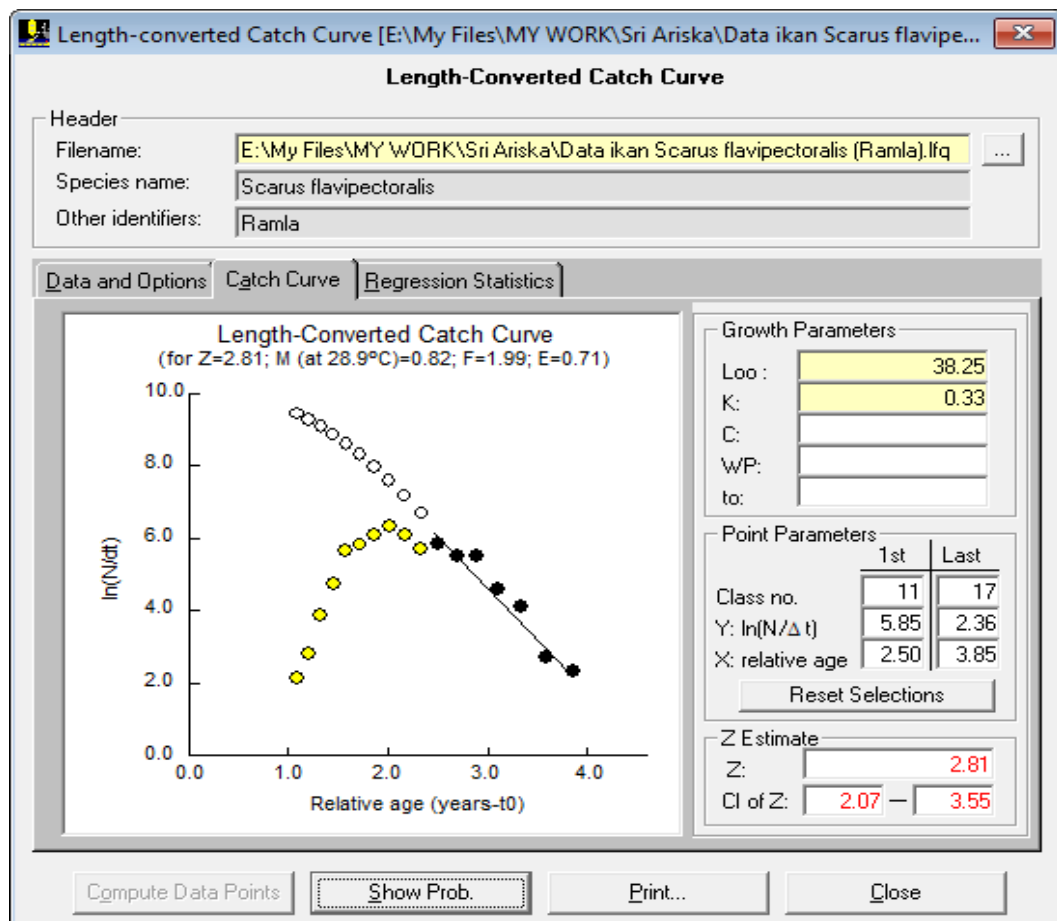 Length-converted Catch Curve [E:\My Files\MY WORK\Sri Ariska\Data ikan Scarus flavipe...
Length-Converted Catch Curve
Header
Filename: E:\My Files\MY WORK\Sri Ariska\Data ikan Scarus flavipectoralis (Ramla).lfq ...
Species name: Scarus flavipectoralis
Other identifiers: Ramla
Data and Options Catch Curve Regression Statistics
Length-Converted Catch Curve
(for Z=2.81; M (at 28.9ºC)=0.82; F=1.99; E=0.71)
10.0
8.0
6.0
4.0
2.0
0.0
ln(N/dt)
0.0 1.0 2.0 3.0 4.0
Relative age (years-t0)
Growth Parameters
Loo : 38.25
K: 0.33
C:
WP:
to:
Point Parameters
1st Last
Class no. 11 17
Y: ln(N/Δ t) 5.85 2.36
X: relative age 2.50 3.85
Reset Selections
Z Estimate
Z: 2.81
CI of Z: 2.07 — 3.55
Compute Data Points Show Prob. Print... Close